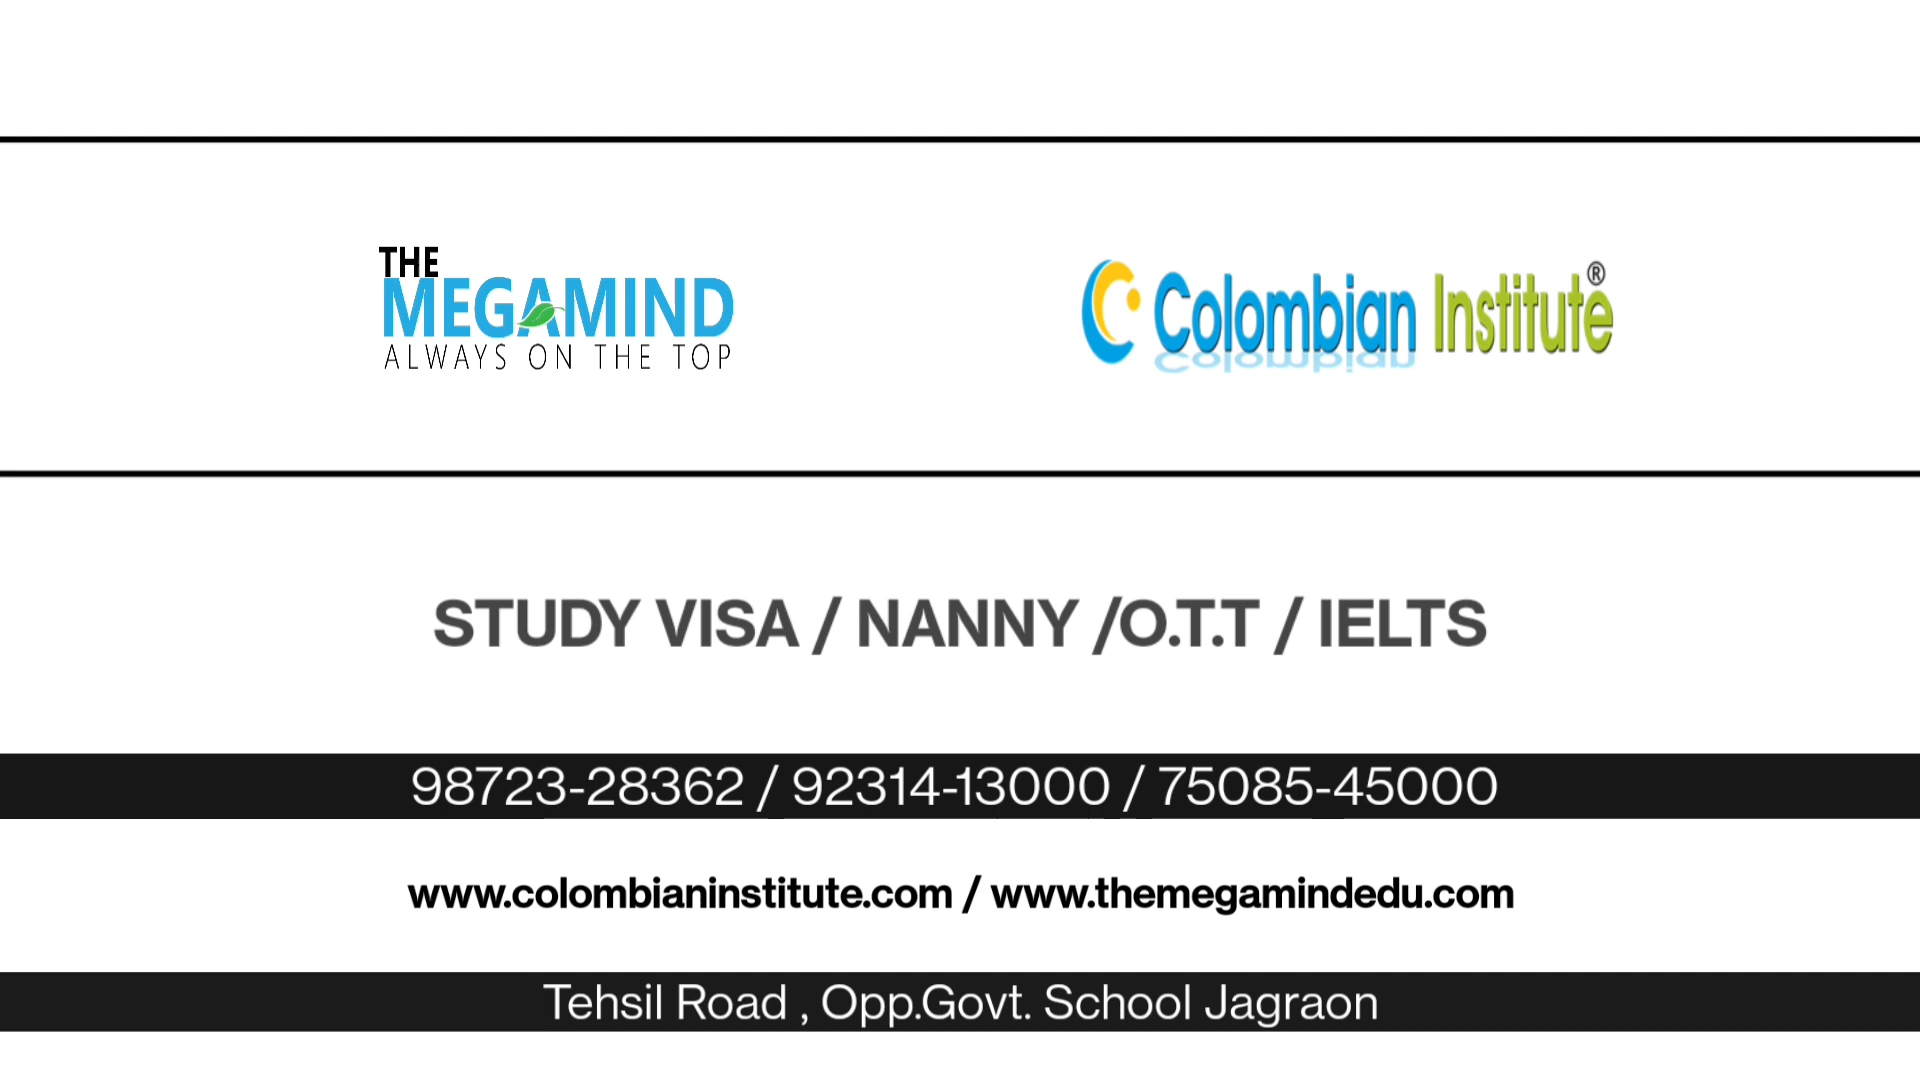 THE
MEGAMIND
ALWAYS ON THE TOP
Colombian Institute®
STUDY VISA / NANNY /O.T.T / IELTS
98723-28362 / 92314-13000 / 75085-45000
www.colombianinstitute.com / www.themegamindedu.com
Tehsil Road , Opp.Govt. School Jagraon